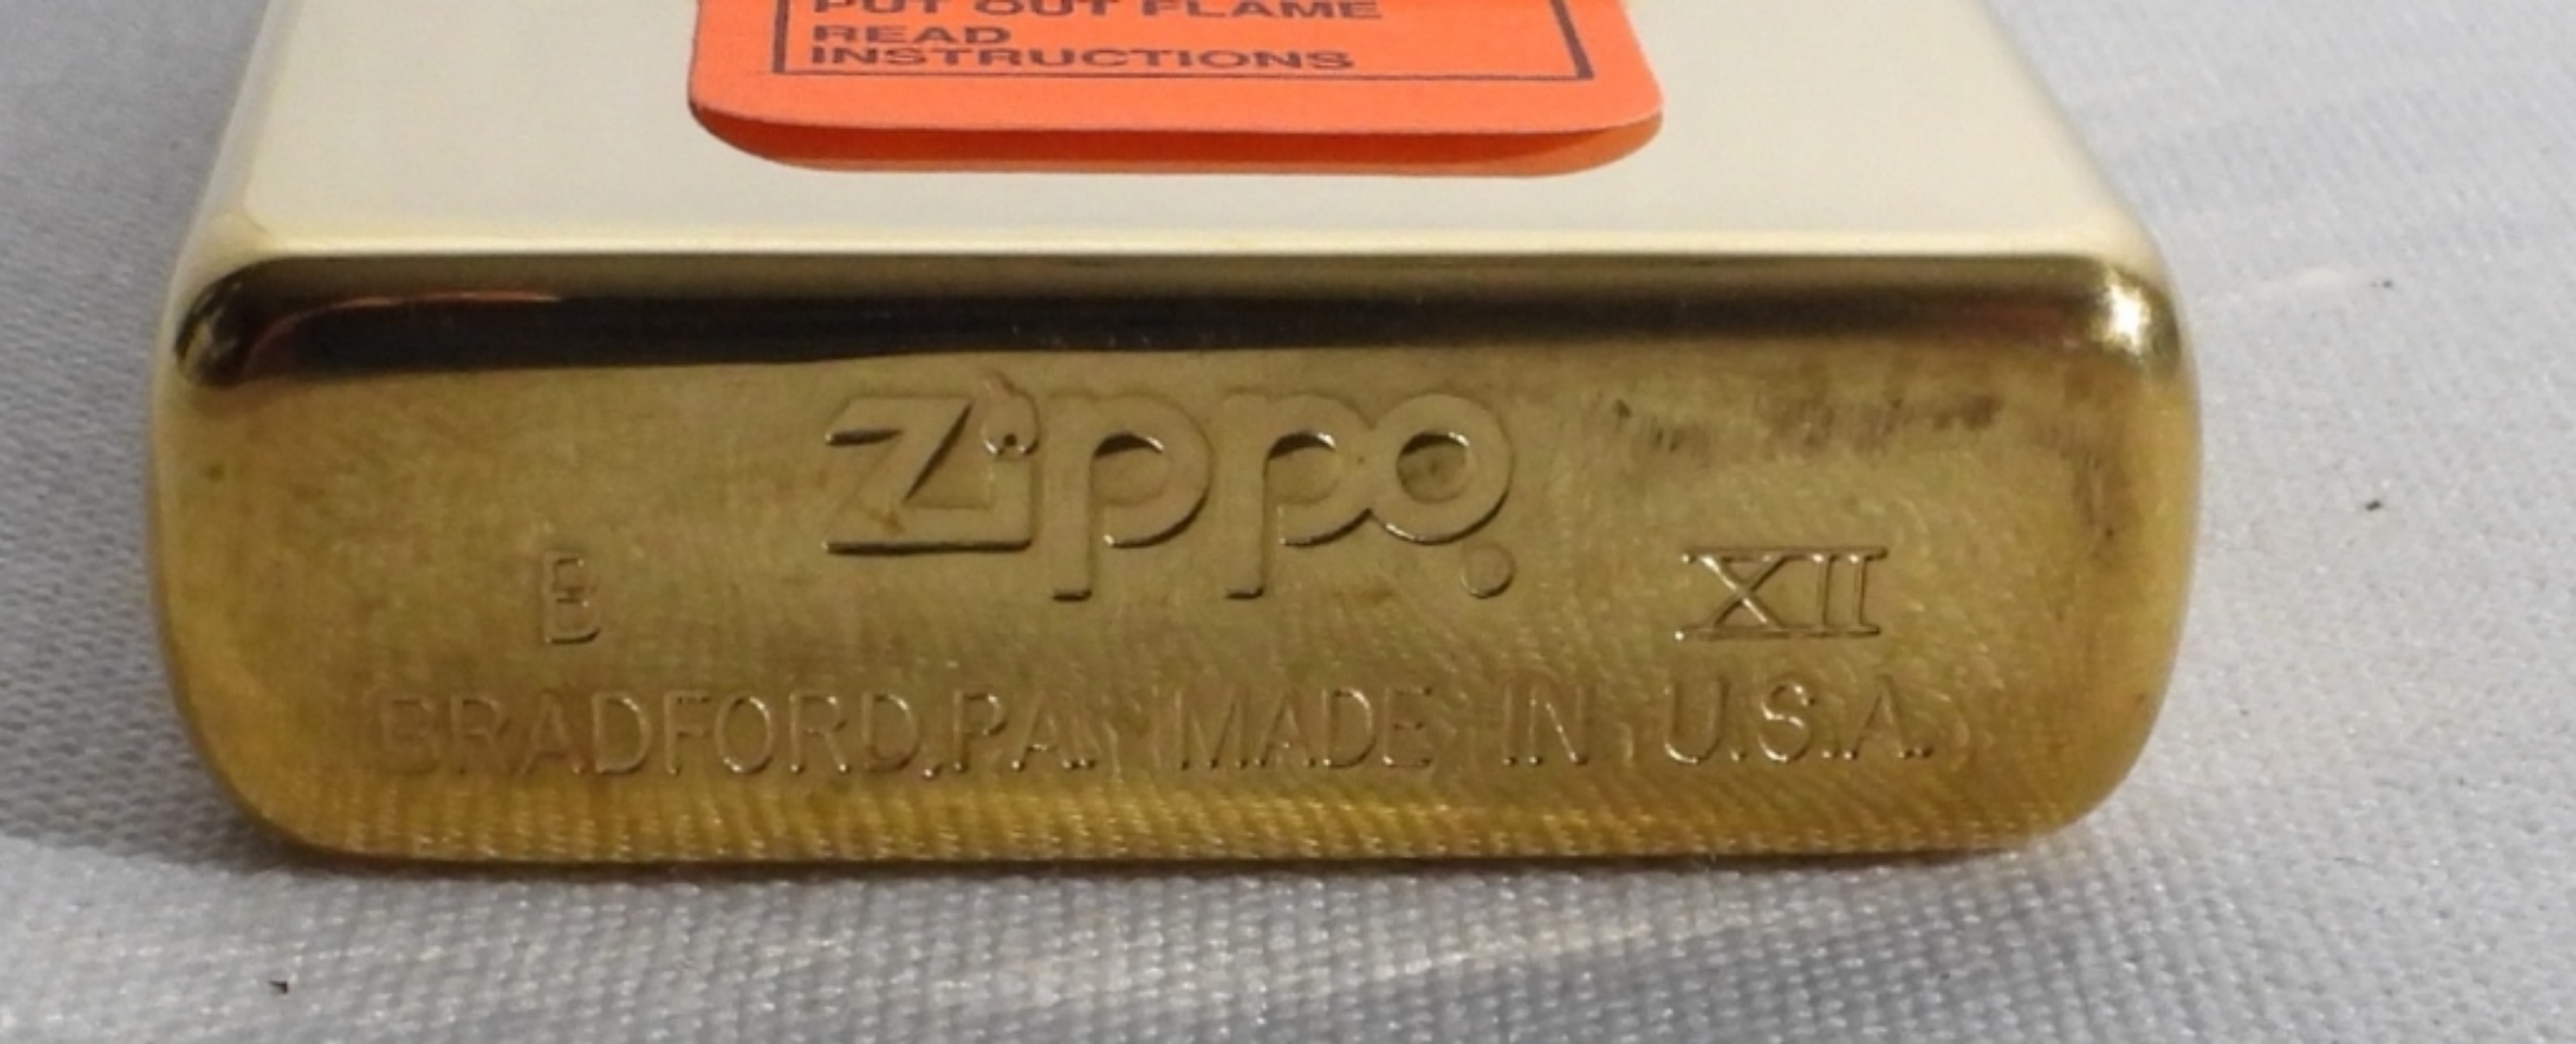 PUT OUT FLAME
READ
INSTRUCTIONS
Zippo
B XII
BRADFORD, PA. MADE IN U.S.A.